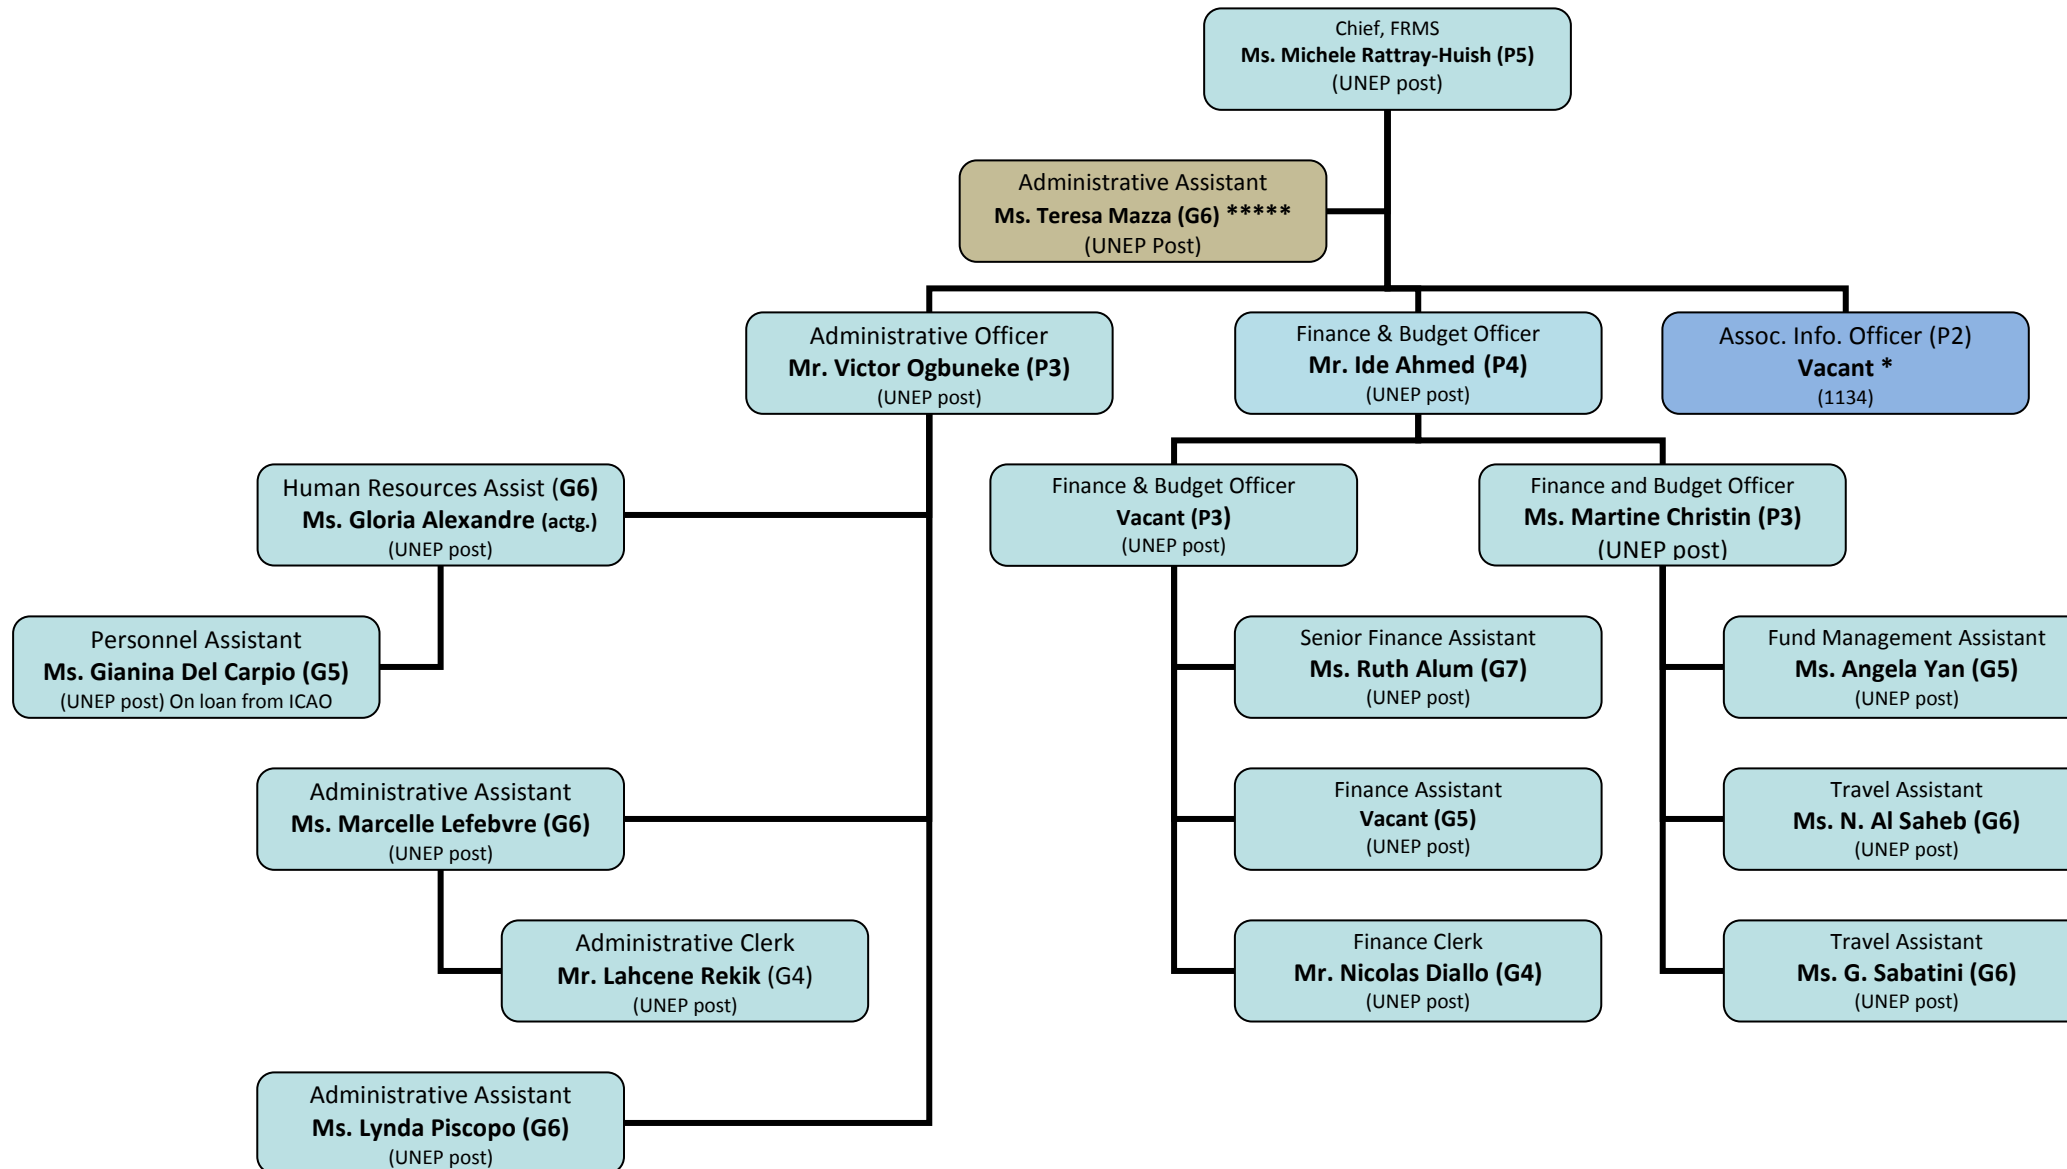 Chief, FRMS
Ms. Michele Rattray-Huish (P5)
(UNEP post)
Administrative Assistant
Ms. Teresa Mazza (G6) *****
(UNEP Post)
Administrative Officer
Mr. Victor Ogbuneke (P3)
(UNEP post)
Finance & Budget Officer
Mr. Ide Ahmed (P4)
(UNEP post)
Assoc. Info. Officer (P2)
Vacant *
(1134)
Human Resources Assist (G6)
Ms. Gloria Alexandre (actg.)
(UNEP post)
Finance & Budget Officer
Vacant (P3)
(UNEP post)
Finance and Budget Officer
Ms. Martine Christin (P3)
(UNEP post)
Personnel Assistant
Ms. Gianina Del Carpio (G5)
(UNEP post) On loan from ICAO
Senior Finance Assistant
Ms. Ruth Alum (G7)
(UNEP post)
Fund Management Assistant
Ms. Angela Yan (G5)
(UNEP post)
Administrative Assistant
Ms. Marcelle Lefebvre (G6)
(UNEP post)
Finance Assistant
Vacant (G5)
(UNEP post)
Travel Assistant
Ms. N. Al Saheb (G6)
(UNEP post)
Administrative Clerk
Mr. Lahcene Rekik (G4)
(UNEP post)
Finance Clerk
Mr. Nicolas Diallo (G4)
(UNEP post)
Travel Assistant
Ms. G. Sabatini (G6)
(UNEP post)
Administrative Assistant
Ms. Lynda Piscopo (G6)
(UNEP post)